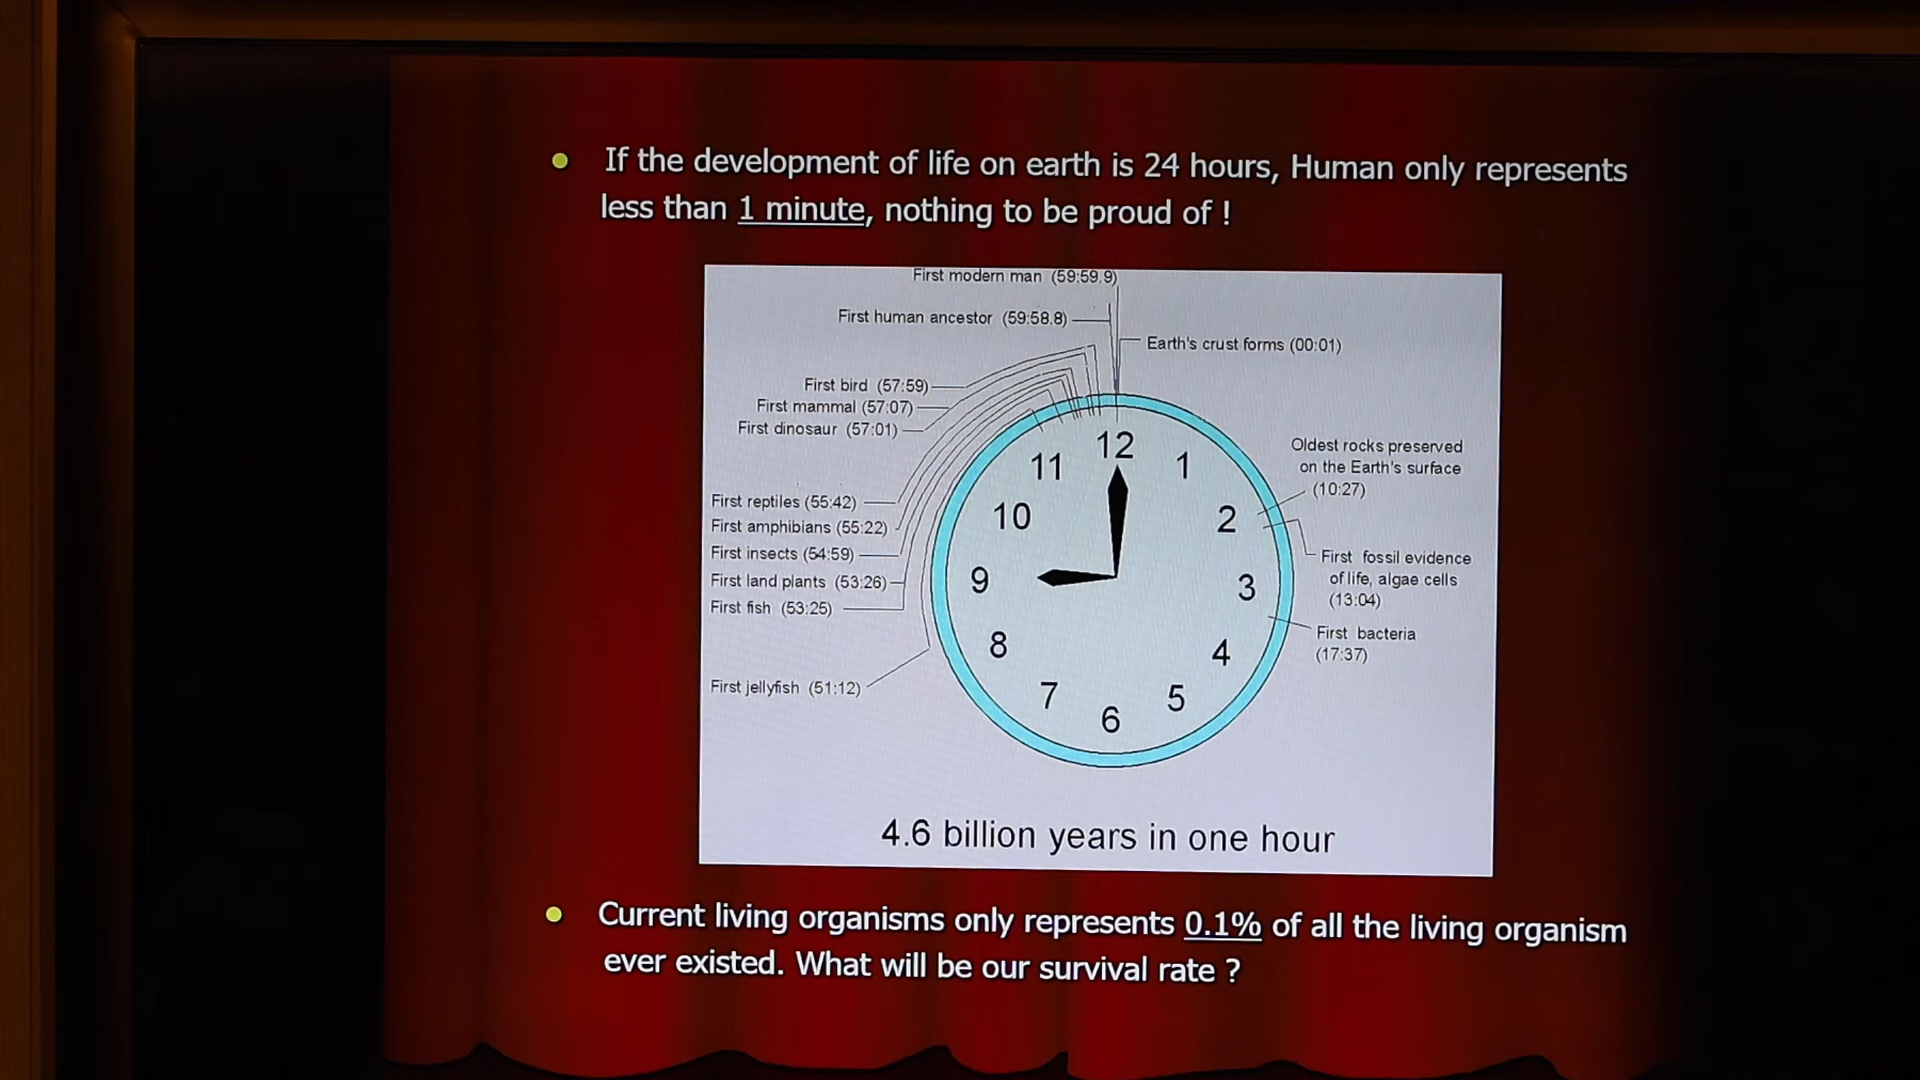 If the development of life on earth is 24 hours, Human only represents
less than 1 minute, nothing to be proud of !
First modern man (59:59.9)
First human ancestor (59:58.8)
Earth's crust forms (00:01)
First bird (57:59)
First mammal (57:07)
First dinosaur (57:01)
Oldest rocks preserved
on the Earth's surface
(10:27)
First reptiles (55:42)
First amphibians (55:22)
First insects (54:59)
First land plants (53:26)
First fish (53:25)
First jellyfish (51:12)
First fossil evidence
of life, algae cells
(13:04)
First bacteria
(17:37)
12
1
2
3
4
5
6
7
8
9
10
11
4.6 billion years in one hour
Current living organisms only represents 0.1% of all the living organism
ever existed. What will be our survival rate ?